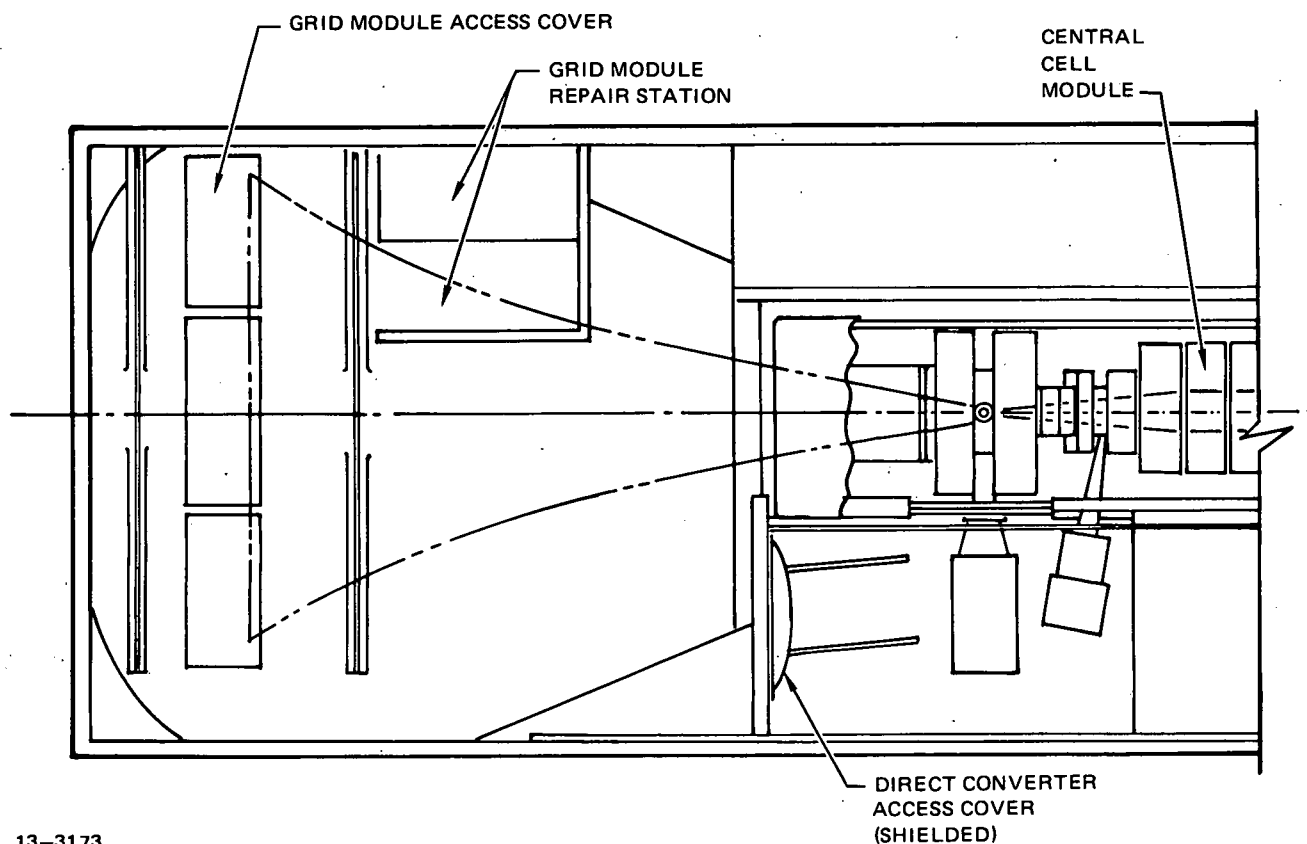 GRID MODULE ACCESS COVER
GRID MODULE
REPAIR STATION
CENTRAL
CELL
MODULE
DIRECT CONVERTER
ACCESS COVER
(SHIELDED)
13-3173